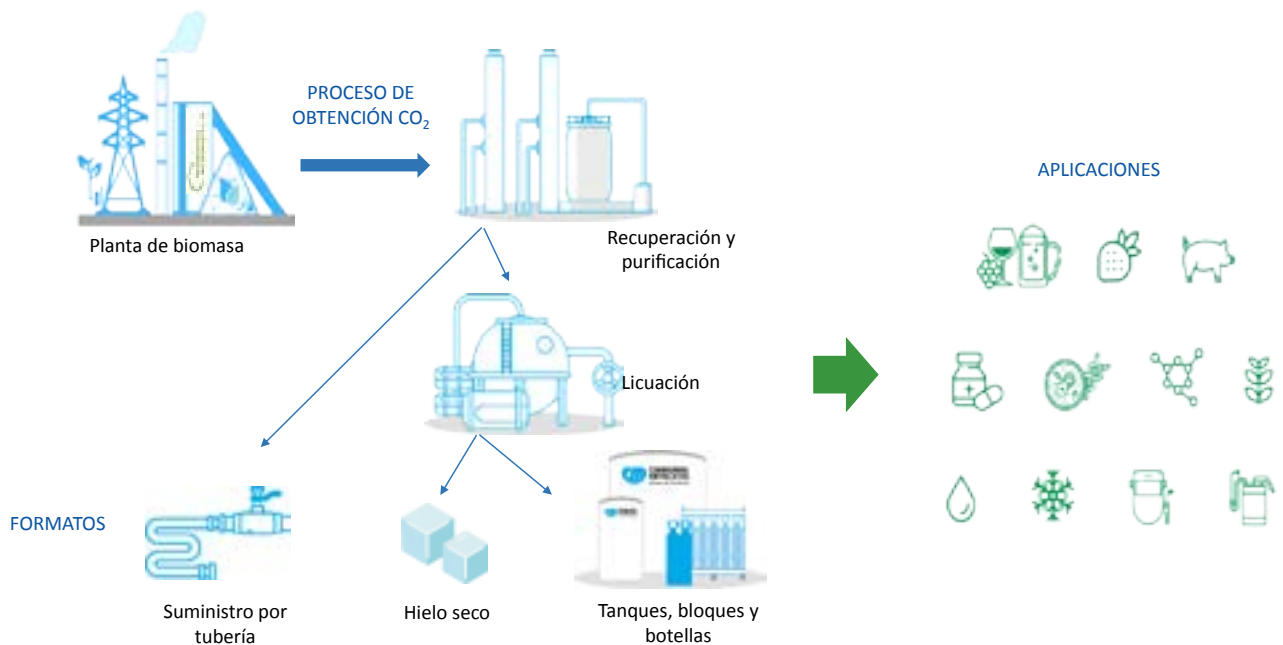 PROCESO DE
OBTENCIÓN CO₂
APLICACIONES
Planta de biomasa
Recuperación y
purificación
Licuación
FORMATOS
Suministro por
tubería
Hielo seco
Tanques, bloques y
botellas